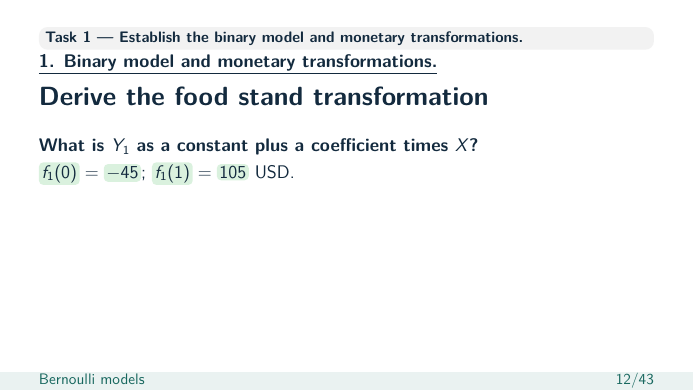 Task 1 — Establish the binary model and monetary transformations.
1. Binary model and monetary transformations.
Derive the food stand transformation
What is Y₁ as a constant plus a coefficient times X?
f₁(0) = −45; f₁(1) = 105 USD.
Bernoulli models 12/43